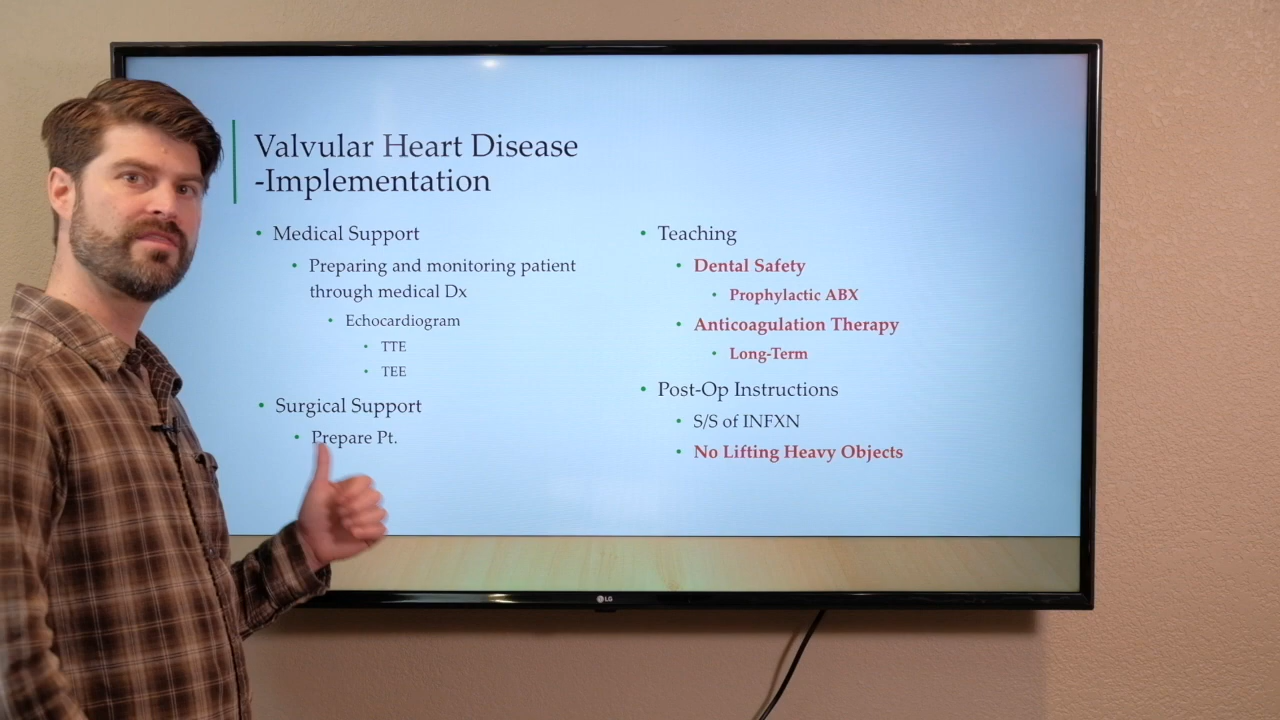 Valvular Heart Disease
-Implementation
• Medical Support
• Preparing and monitoring patient
through medical Dx
• Echocardiogram
• TTE
• TEE
• Surgical Support
• Prepare Pt.
• Teaching
• Dental Safety
• Prophylactic ABX
• Anticoagulation Therapy
• Long-Term
• Post-Op Instructions
• S/S of INFXN
• No Lifting Heavy Objects
LG